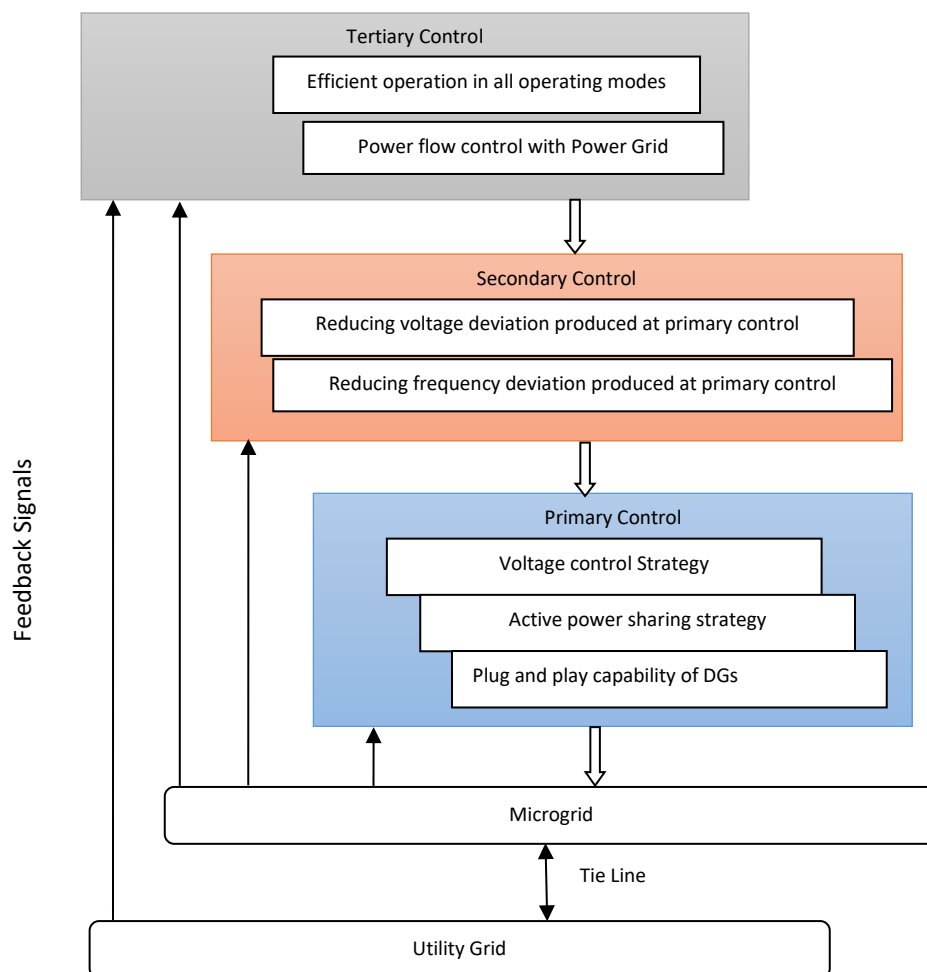 Tertiary Control
Efficient operation in all operating modes
Power flow control with Power Grid
Secondary Control
Reducing voltage deviation produced at primary control
Reducing frequency deviation produced at primary control
Feedback Signals
Primary Control
Voltage control Strategy
Active power sharing strategy
Plug and play capability of DGs
Microgrid
Tie Line
Utility Grid